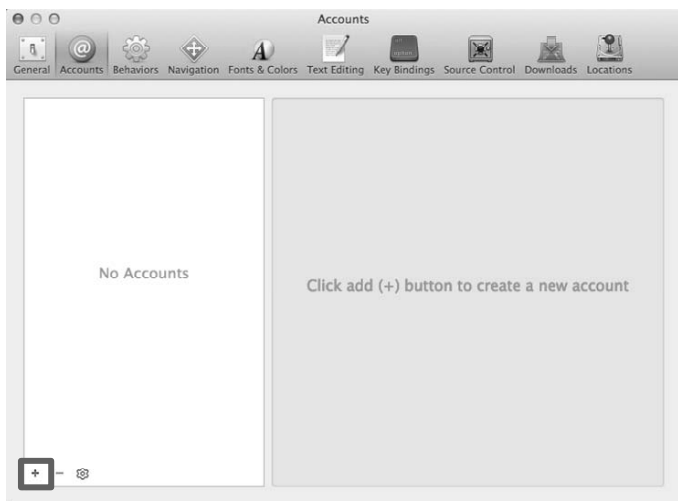 Accounts
General Accounts Behaviors Navigation Fonts & Colors Text Editing Key Bindings Source Control Downloads Locations
No Accounts
Click add (+) button to create a new account
+ −